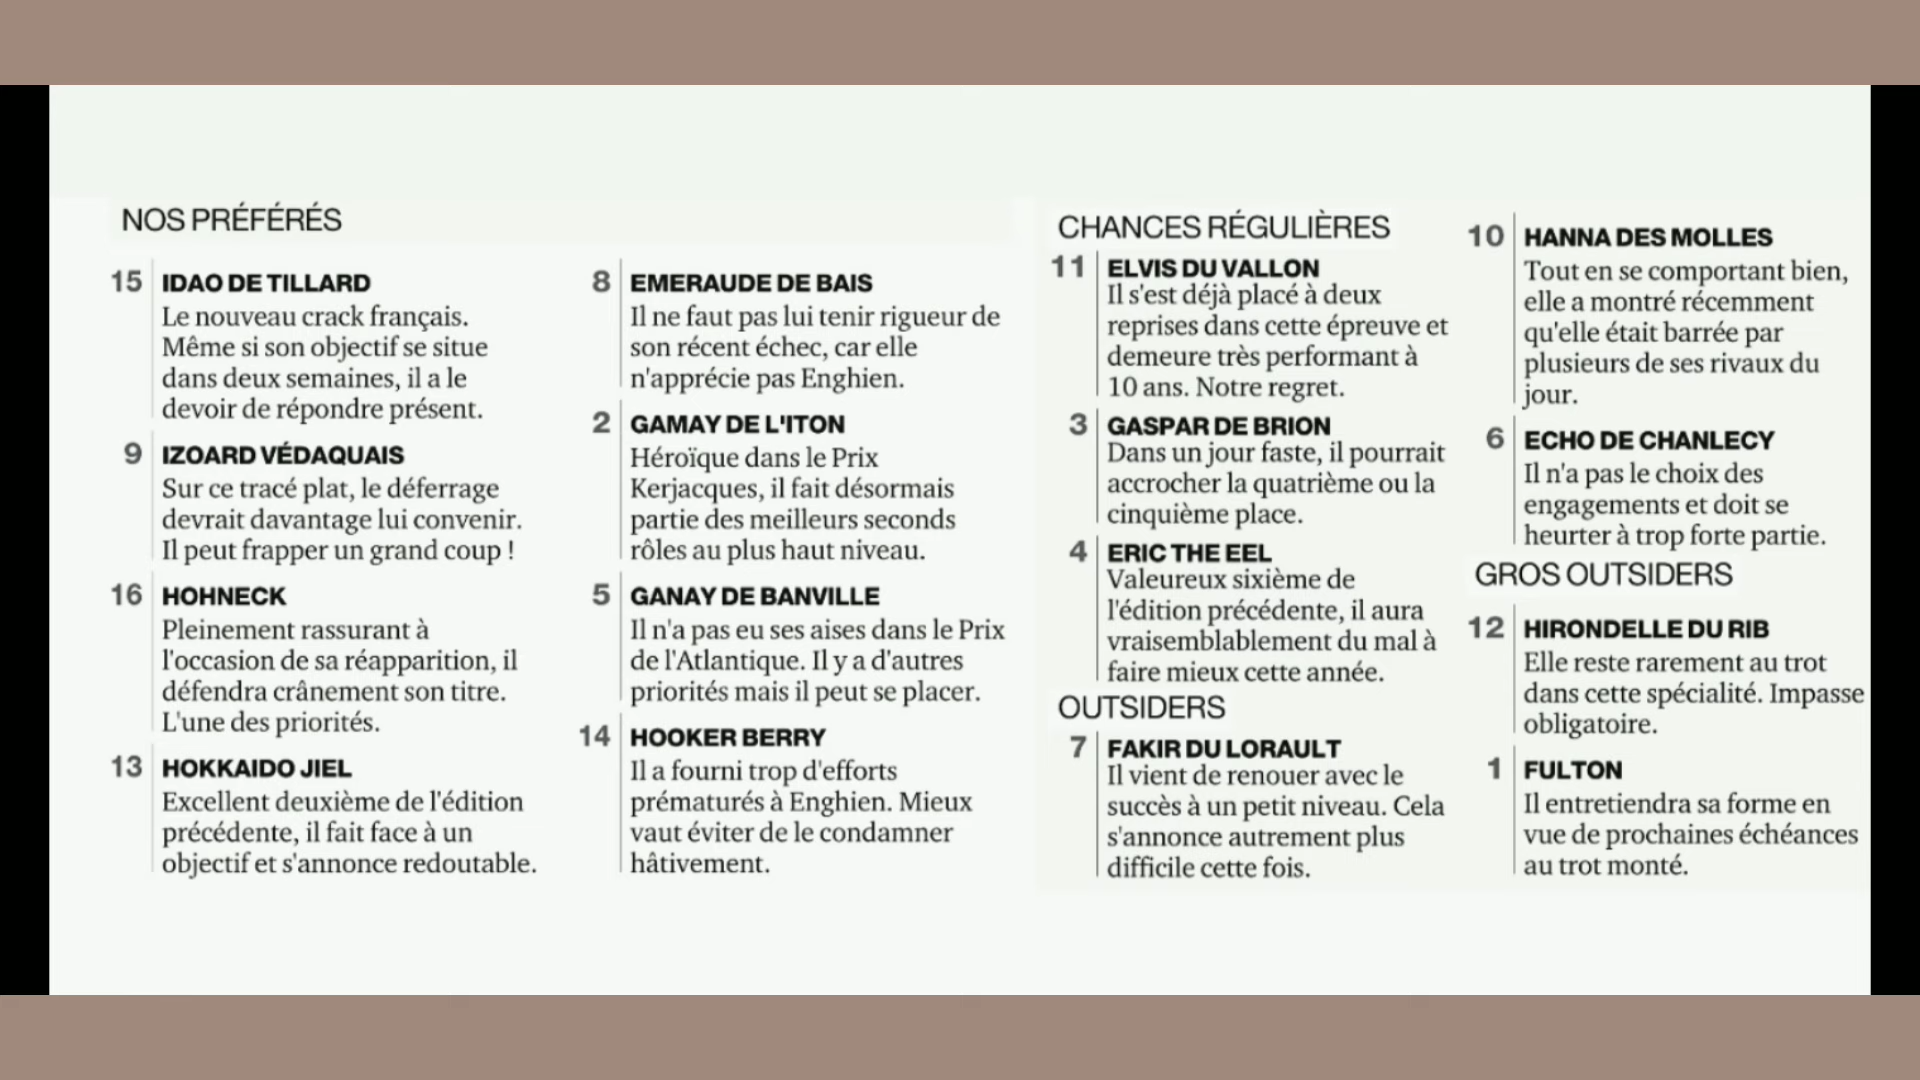 NOS PRÉFÉRÉS
15 IDAO DE TILLARD
Le nouveau crack français.
Même si son objectif se situe
dans deux semaines, il a le
devoir de répondre présent.
9 IZOARD VÉDAQUAIS
Sur ce tracé plat, le déferrage
devrait davantage lui convenir.
Il peut frapper un grand coup !
16 HOHNECK
Pleinement rassurant à
l'occasion de sa réapparition, il
défendra crânement son titre.
L'une des priorités.
13 HOKKAIDO JIEL
Excellent deuxième de l'édition
précédente, il fait face à un
objectif et s'annonce redoutable.
8 EMERAUDE DE BAIS
Il ne faut pas lui tenir rigueur de
son récent échec, car elle
n'apprécie pas Enghien.
2 GAMAY DE L'ITON
Héroïque dans le Prix
Kerjacques, il fait désormais
partie des meilleurs seconds
rôles au plus haut niveau.
5 GANAY DE BANVILLE
Il n'a pas eu ses aises dans le Prix
de l'Atlantique. Il y a d'autres
priorités mais il peut se placer.
14 HOOKER BERRY
Il a fourni trop d'efforts
prématurés à Enghien. Mieux
vaut éviter de le condamner
hâtivement.
CHANCES RÉGULIÈRES
11 ELVIS DU VALLON
Il s'est déjà placé à deux
reprises dans cette épreuve et
demeure très performant à
10 ans. Notre regret.
3 GASPAR DE BRION
Dans un jour faste, il pourrait
accrocher la quatrième ou la
cinquième place.
4 ERIC THE EEL
Valeureux sixième de
l'édition précédente, il aura
vraisemblablement du mal à
faire mieux cette année.
OUTSIDERS
7 FAKIR DU LORAULT
Il vient de renouer avec le
succès à un petit niveau. Cela
s'annonce autrement plus
difficile cette fois.
10 HANNA DES MOLLES
Tout en se comportant bien,
elle a montré récemment
qu'elle était barrée par
plusieurs de ses rivaux du
jour.
6 ECHO DE CHANLECY
Il n'a pas le choix des
engagements et doit se
heurter à trop forte partie.
GROS OUTSIDERS
12 HIRONDELLE DU RIB
Elle reste rarement au trot
dans cette spécialité. Impasse
obligatoire.
1 FULTON
Il entretiendra sa forme en
vue de prochaines échéances
au trot monté.